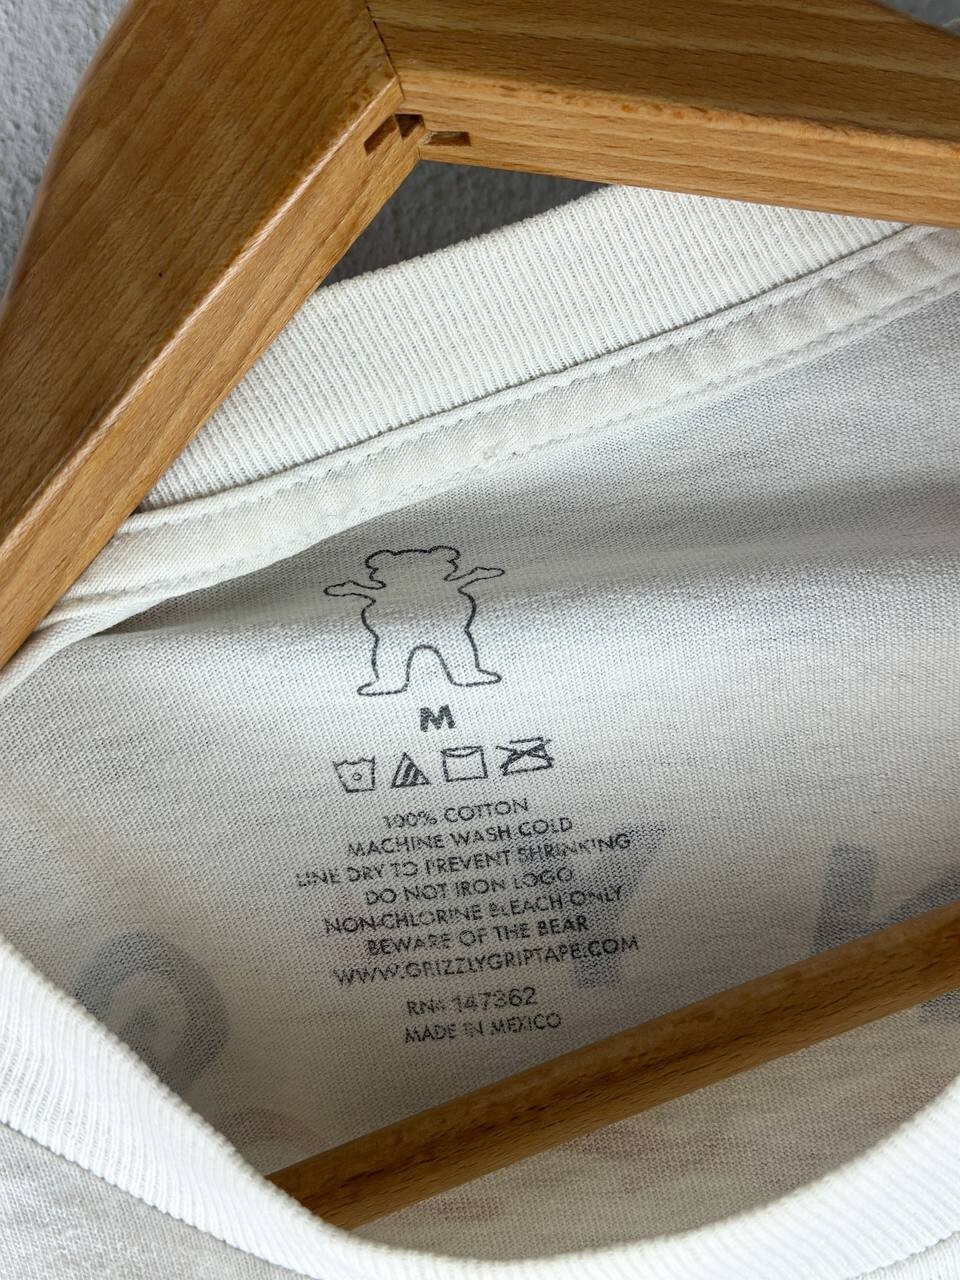 M
100% COTTON
MACHINE WASH COLD
LINE DRY TO PREVENT SHRINKING
DO NOT IRON LOGO
NON-CHLORINE BLEACH ONLY
BEWARE OF THE BEAR
WWW.GRIZZLYGRIPTAPE.COM
RN# 147362
MADE IN MEXICO